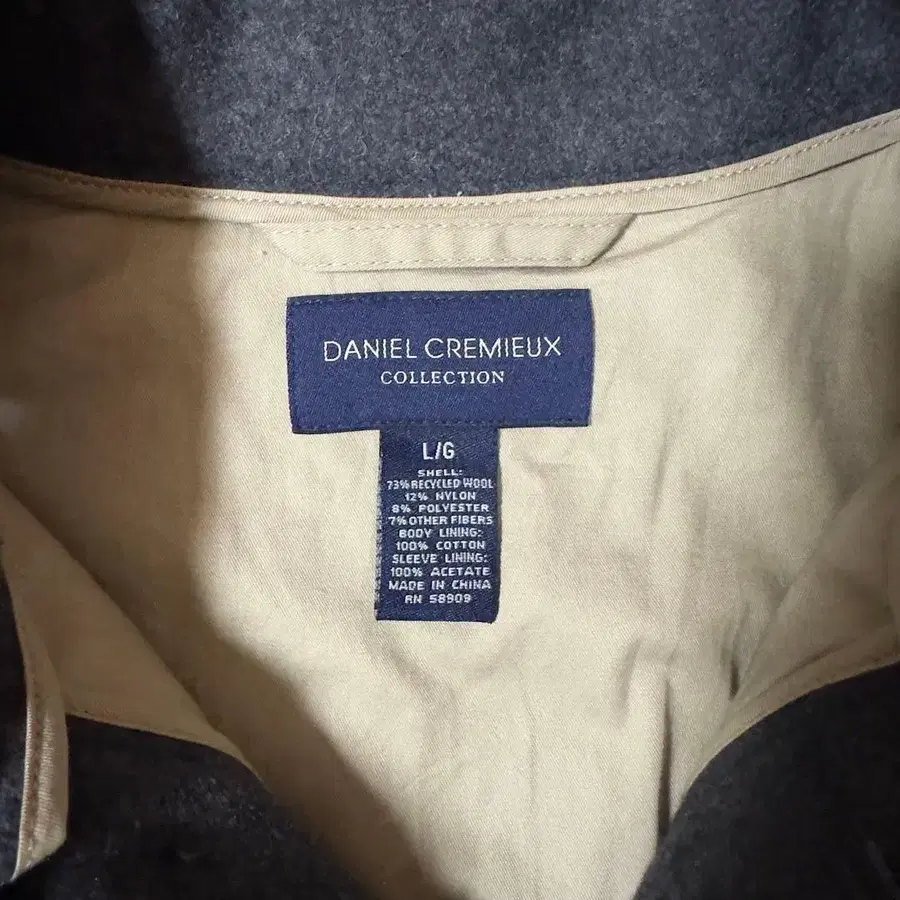 DANIEL CREMIEUX
COLLECTION
L/G
SHELL:
73% RECYCLED WOOL
12% NYLON
8% POLYESTER
7% OTHER FIBERS
BODY LINING:
100% COTTON
SLEEVE LINING:
100% ACETATE
MADE IN CHINA
RN 58909